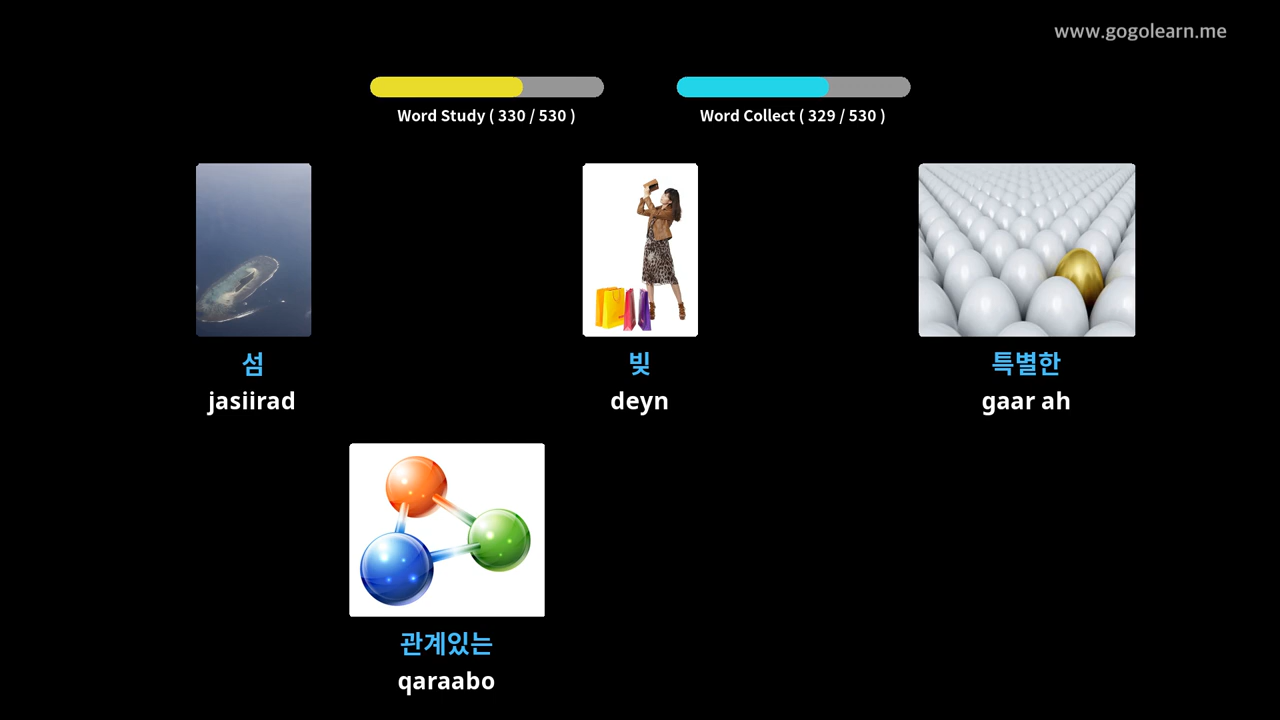 www.gogolearn.me
Word Study ( 330 / 530 )
Word Collect ( 329 / 530 )
섬
jasiirad
빚
deyn
특별한
gaar ah
관계있는
qaraabo